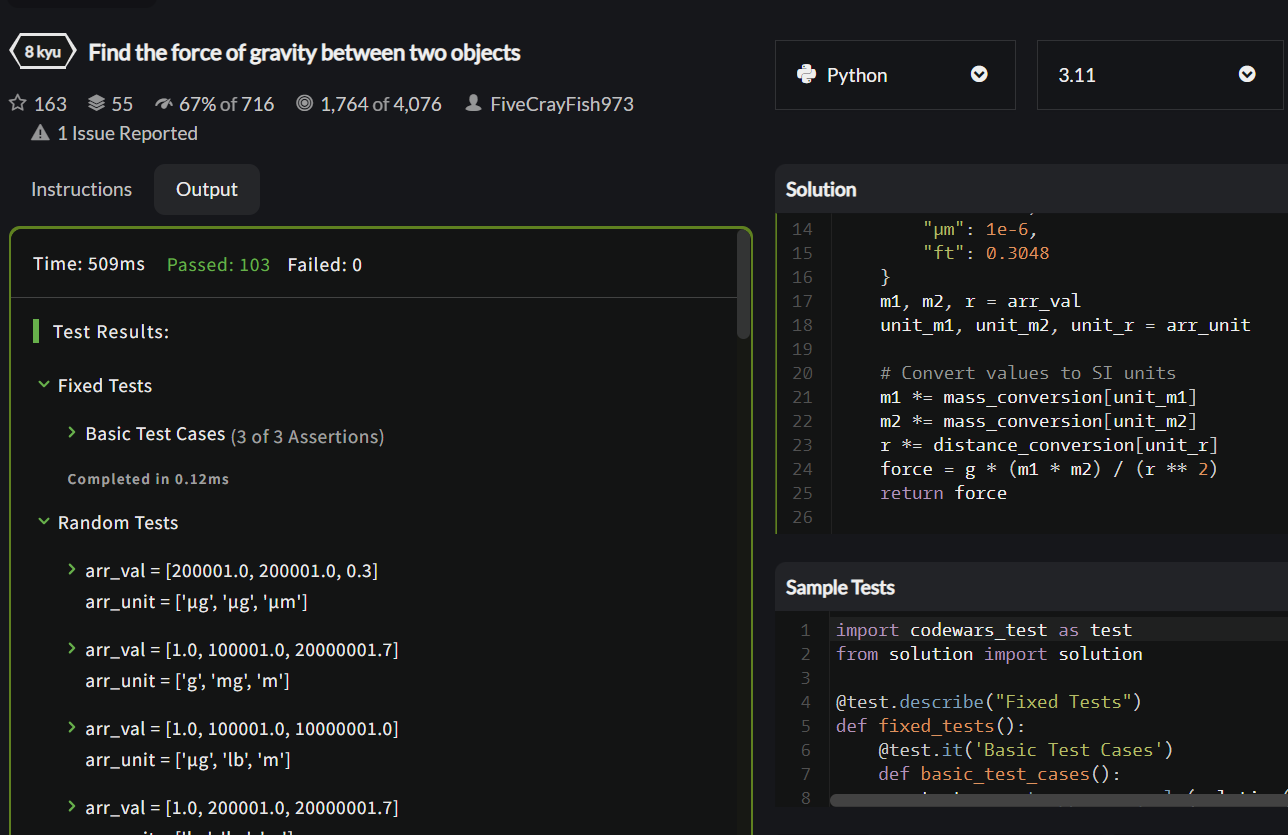 8 kyu Find the force of gravity between two objects
163 55 67% of 716 1,764 of 4,076 FiveCrayFish973
1 Issue Reported
Instructions Output
Time: 509ms Passed: 103 Failed: 0
Test Results:
Fixed Tests
Basic Test Cases (3 of 3 Assertions)
Completed in 0.12ms
Random Tests
arr_val = [200001.0, 200001.0, 0.3]
arr_unit = ['μg', 'μg', 'μm']
arr_val = [1.0, 100001.0, 20000001.7]
arr_unit = ['g', 'mg', 'm']
arr_val = [1.0, 100001.0, 10000001.0]
arr_unit = ['μg', 'lb', 'm']
arr_val = [1.0, 200001.0, 20000001.7]
Python 3.11
Solution
14 "μm": 1e-6,
15 "ft": 0.3048
16 }
17 m1, m2, r = arr_val
18 unit_m1, unit_m2, unit_r = arr_unit
19
20 # Convert values to SI units
21 m1 *= mass_conversion[unit_m1]
22 m2 *= mass_conversion[unit_m2]
23 r *= distance_conversion[unit_r]
24 force = g * (m1 * m2) / (r ** 2)
25 return force
26
Sample Tests
1 import codewars_test as test
2 from solution import solution
3
4 @test.describe("Fixed Tests")
5 def fixed_tests():
6 @test.it('Basic Test Cases')
7 def basic_test_cases():
8